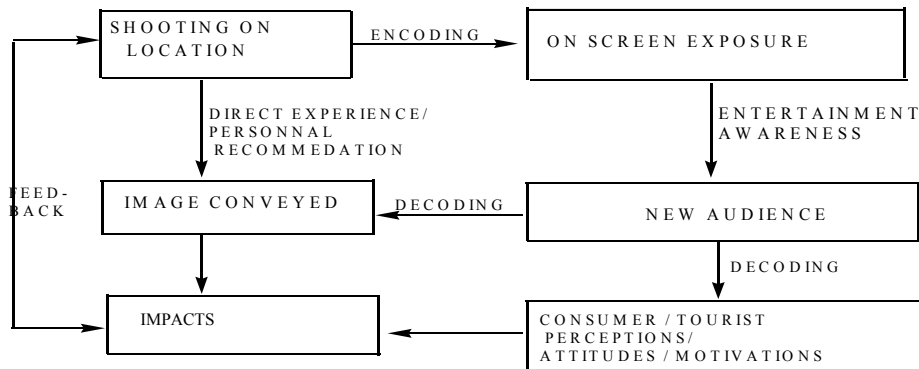 SHOOTING ON
LOCATION
ENCODING
ON SCREEN EXPOSURE
DIRECT EXPERIENCE/
PERSONNAL
RECOMMEDATION
ENTERTAINMENT
AWARENESS
FEED-
BACK
IMAGE CONVEYED
DECODING
NEW AUDIENCE
DECODING
IMPACTS
CONSUMER / TOURIST
PERCEPTIONS/
ATTITUDES / MOTIVATIONS